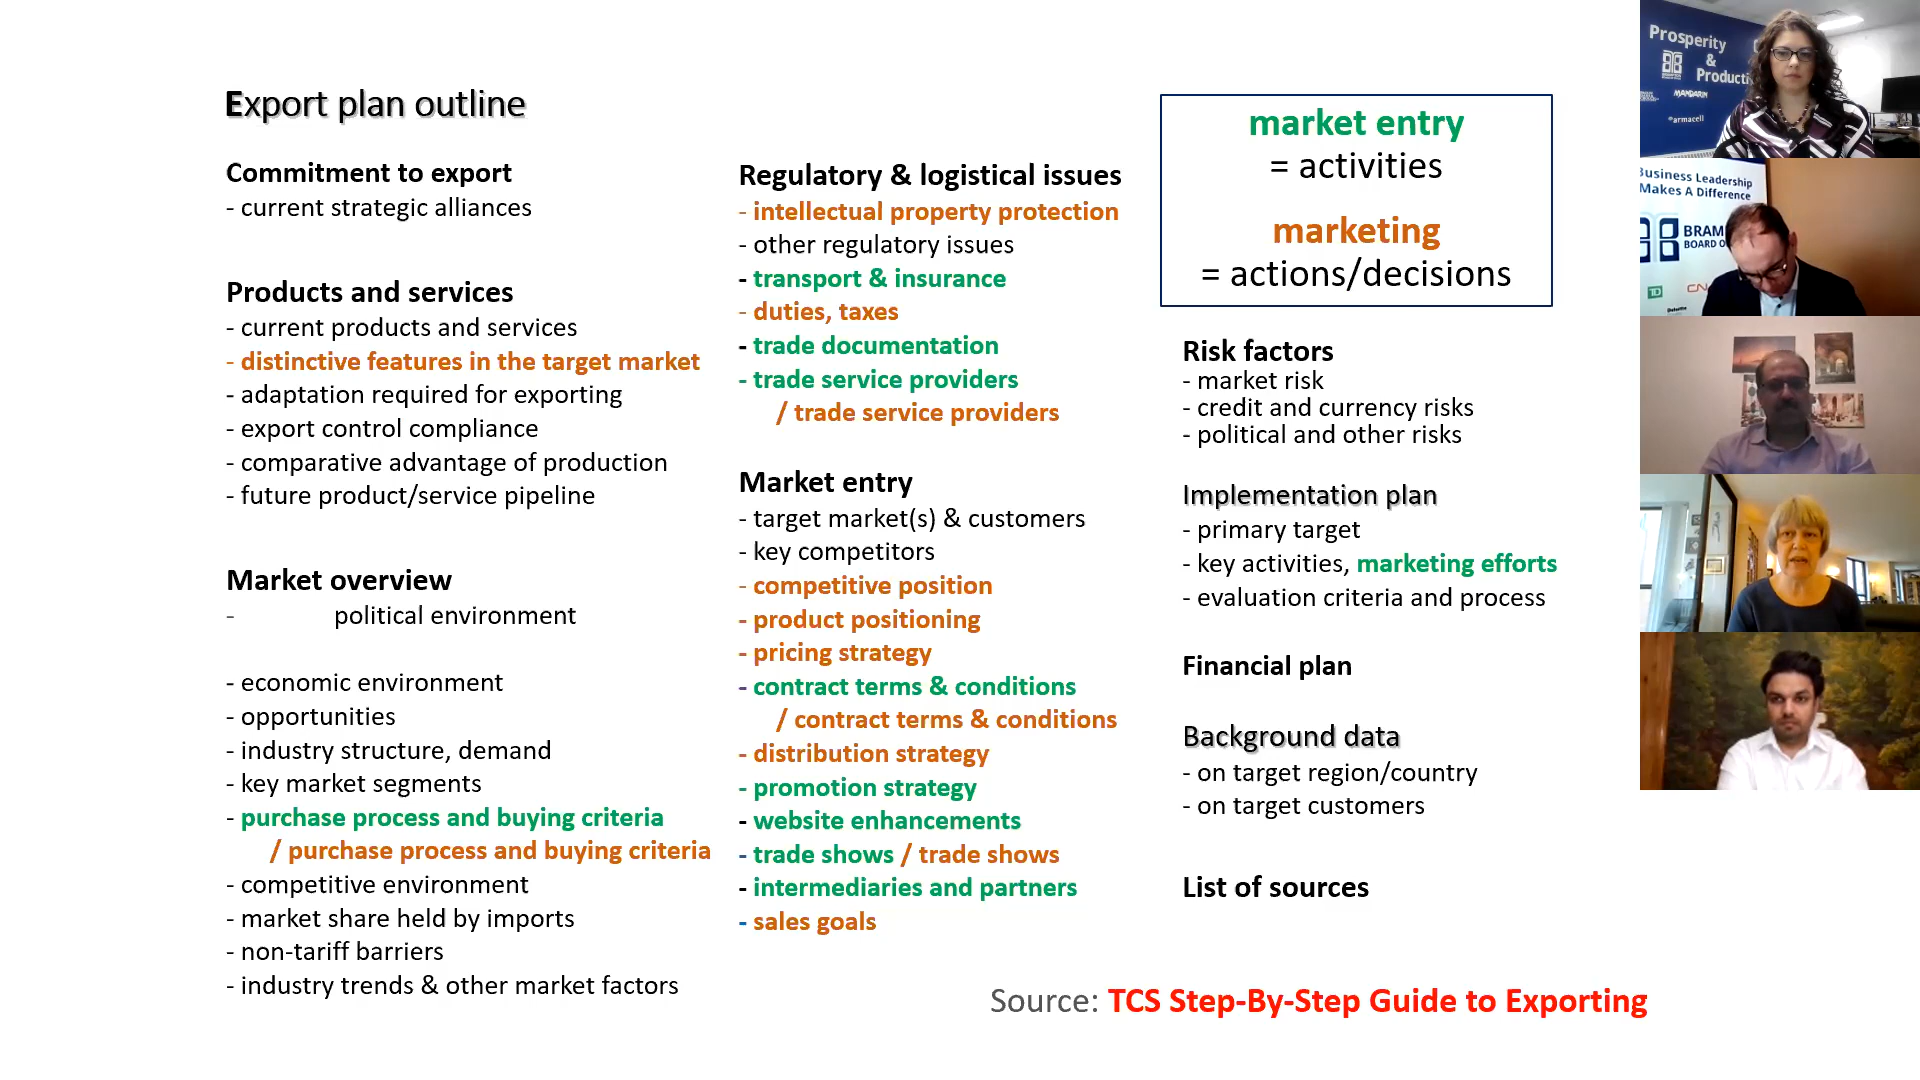 Export plan outline
Commitment to export
- current strategic alliances
Products and services
- current products and services
- distinctive features in the target market
- adaptation required for exporting
- export control compliance
- comparative advantage of production
- future product/service pipeline
Market overview
- political environment
- economic environment
- opportunities
- industry structure, demand
- key market segments
- purchase process and buying criteria
/ purchase process and buying criteria
- competitive environment
- market share held by imports
- non-tariff barriers
- industry trends & other market factors
Regulatory & logistical issues
- intellectual property protection
- other regulatory issues
- transport & insurance
- duties, taxes
- trade documentation
- trade service providers
/ trade service providers
Market entry
- target market(s) & customers
- key competitors
- competitive position
- product positioning
- pricing strategy
- contract terms & conditions
/ contract terms & conditions
- distribution strategy
- promotion strategy
- website enhancements
- trade shows / trade shows
- intermediaries and partners
- sales goals
market entry
= activities
marketing
= actions/decisions
Risk factors
- market risk
- credit and currency risks
- political and other risks
Implementation plan
- primary target
- key activities, marketing efforts
- evaluation criteria and process
Financial plan
Background data
- on target region/country
- on target customers
List of sources
Source: TCS Step-By-Step Guide to Exporting
Prosperity
&
Producti
MANDARIN
armacell
Business Leadership
Makes A Difference
BRAM
BOARD O
TD
CN
Deloitte